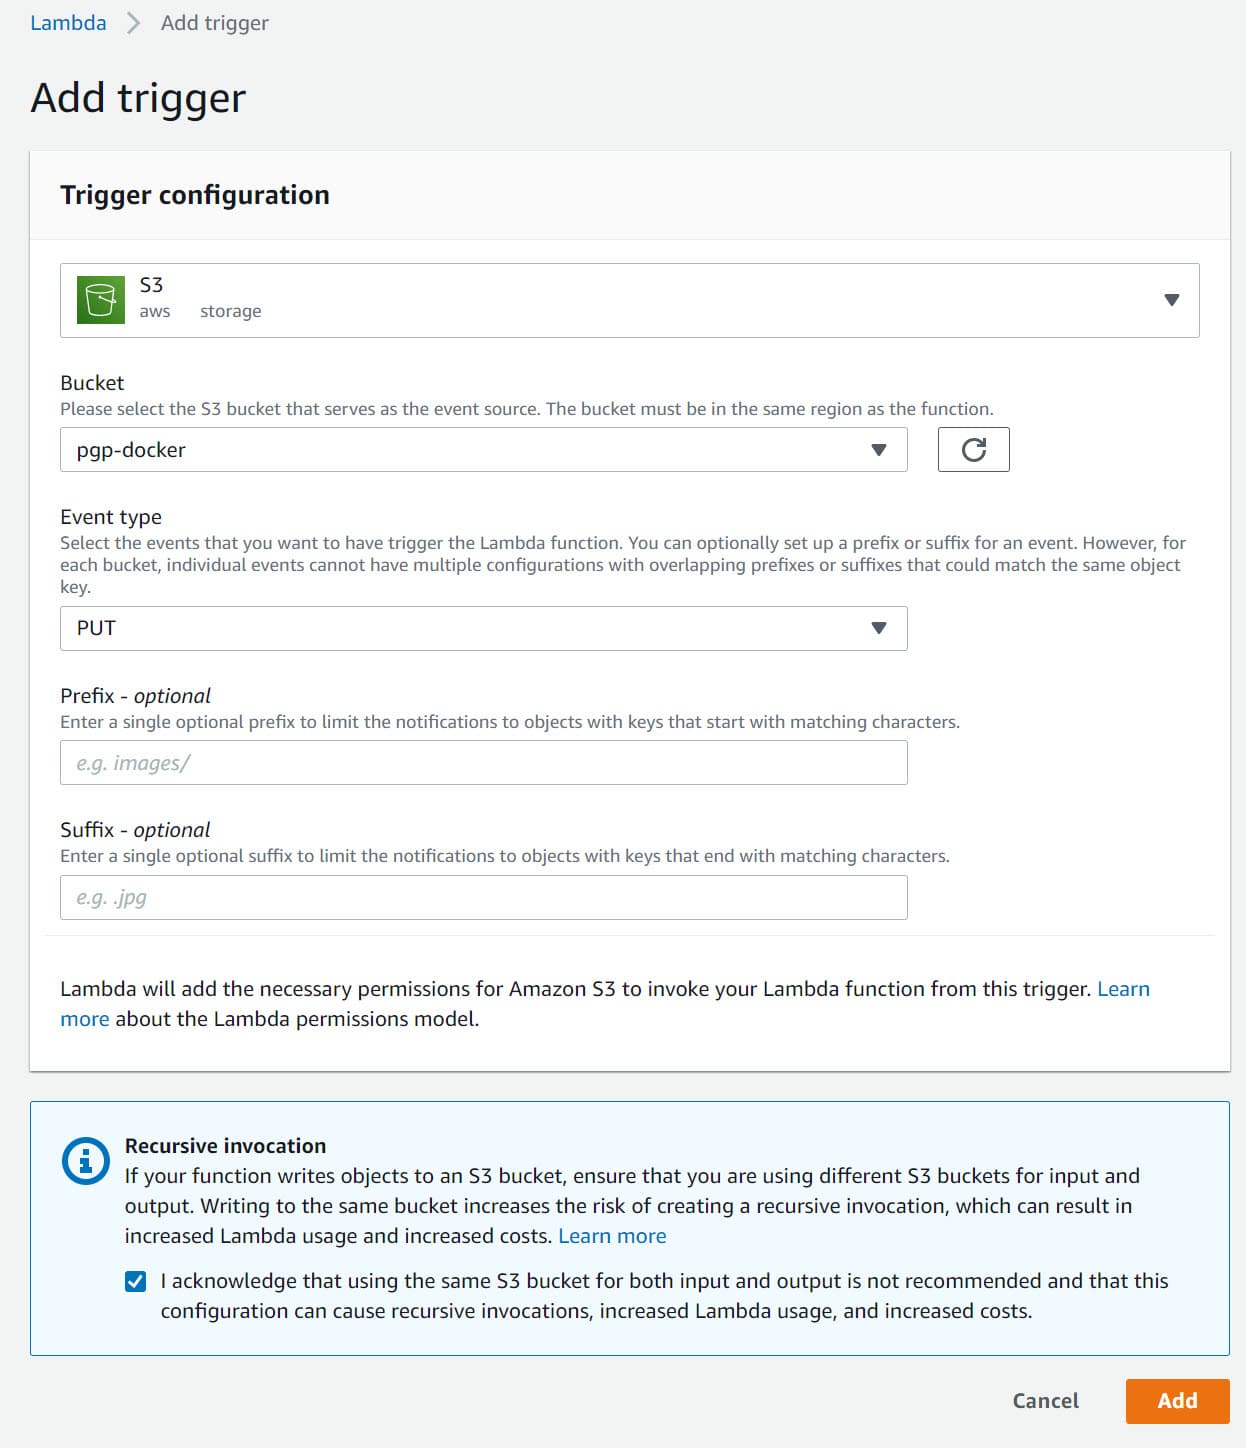 Lambda > Add trigger
Add trigger
Trigger configuration
S3
aws storage
Bucket
Please select the S3 bucket that serves as the event source. The bucket must be in the same region as the function.
pgp-docker
Event type
Select the events that you want to have trigger the Lambda function. You can optionally set up a prefix or suffix for an event. However, for
each bucket, individual events cannot have multiple configurations with overlapping prefixes or suffixes that could match the same object
key.
PUT
Prefix - optional
Enter a single optional prefix to limit the notifications to objects with keys that start with matching characters.
e.g. images/
Suffix - optional
Enter a single optional suffix to limit the notifications to objects with keys that end with matching characters.
e.g. .jpg
Lambda will add the necessary permissions for Amazon S3 to invoke your Lambda function from this trigger. Learn
more about the Lambda permissions model.
Recursive invocation
If your function writes objects to an S3 bucket, ensure that you are using different S3 buckets for input and
output. Writing to the same bucket increases the risk of creating a recursive invocation, which can result in
increased Lambda usage and increased costs. Learn more
I acknowledge that using the same S3 bucket for both input and output is not recommended and that this
configuration can cause recursive invocations, increased Lambda usage, and increased costs.
Cancel Add